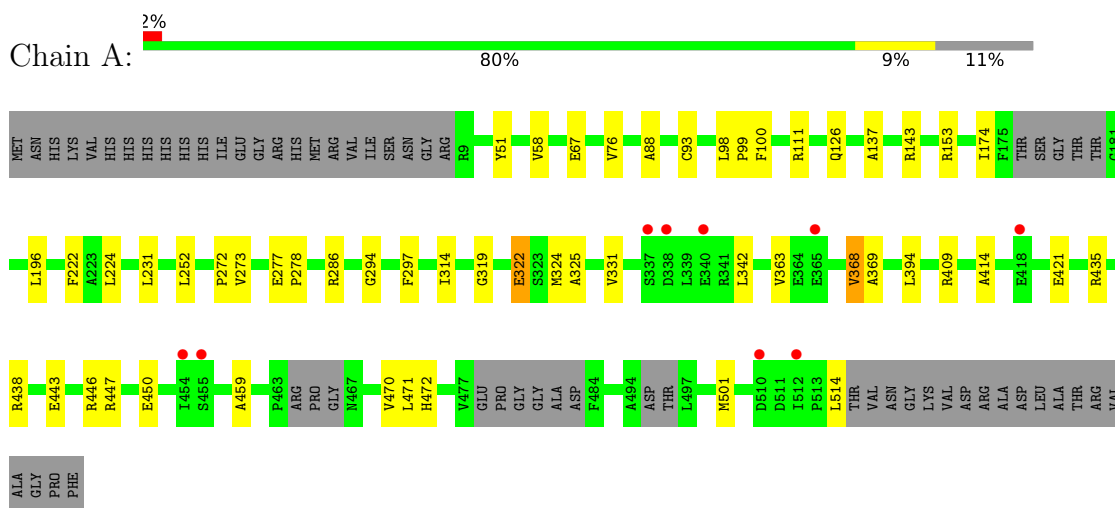 2%
Chain A:
80% 9% 11%
MET ASN HIS LYS VAL HIS HIS HIS HIS HIS HIS ILE GLU GLY ARG HIS MET ARG VAL ILE SER ASN GLY ARG R9 Y51 V58 E67 V76 A88 C93 L98 P99 F100 R111 Q126 A137 R143 R153 I174 F175 THR SER GLY THR THR G181
L196 F222 A223 L224 L231 L252 P272 V273 E277 P278 R286 G294 F297 I314 G319 E322 S323 M324 A325 V331 S337 D338 L339 E340 R341 L342 V363 E364 E365 V368 A369 L394 R409 A414 E418 E421 R435
R438 E443 R446 R447 E450 I454 S455 A459 P463 ARG PRO GLY N467 V470 L471 H472 V477 GLU PRO GLY GLY ALA ASP F484 A494 ASP THR L497 M501 D510 D511 I512 P513 L514 THR VAL ASN GLY LYS VAL ASP ARG ALA ASP LEU ALA THR ARG VAL
ALA GLY PRO PHE